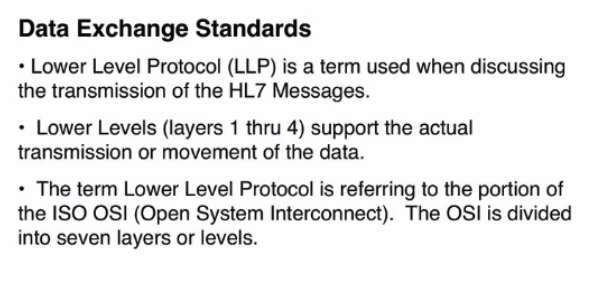 Data Exchange Standards
• Lower Level Protocol (LLP) is a term used when discussing
the transmission of the HL7 Messages.
• Lower Levels (layers 1 thru 4) support the actual
transmission or movement of the data.
• The term Lower Level Protocol is referring to the portion of
the ISO OSI (Open System Interconnect). The OSI is divided
into seven layers or levels.